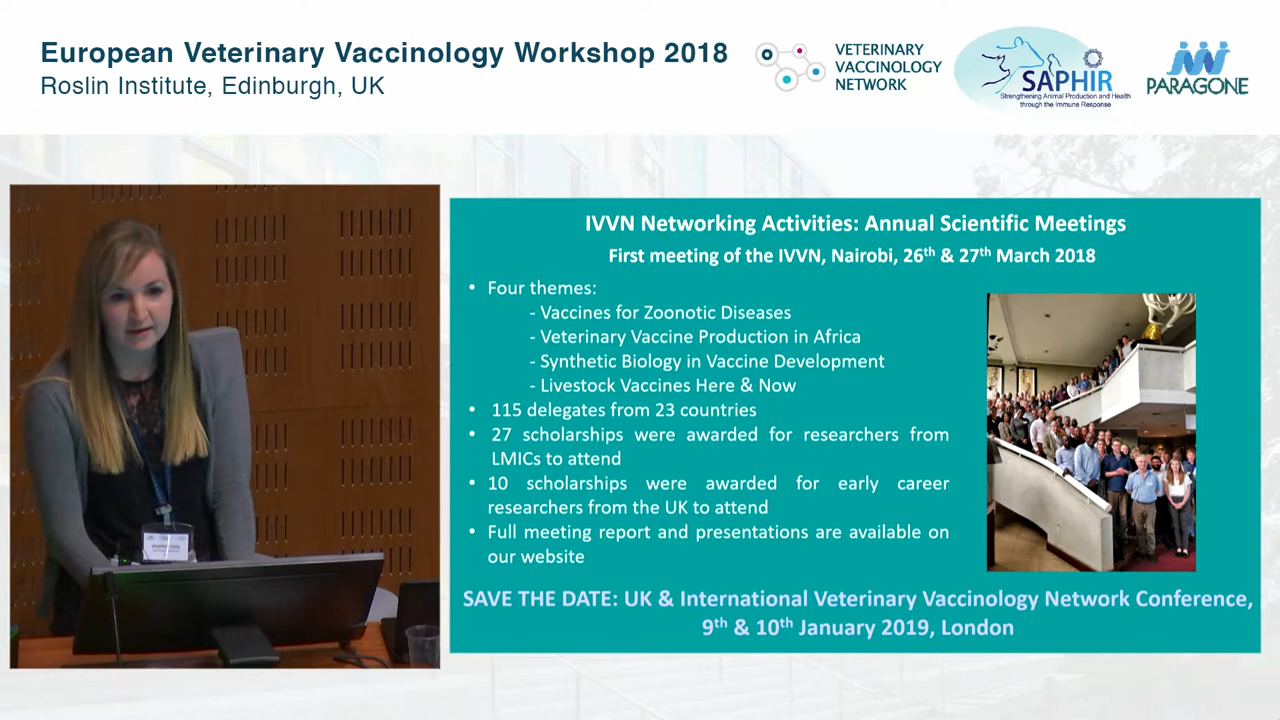 European Veterinary Vaccinology Workshop 2018
Roslin Institute, Edinburgh, UK
VETERINARY
VACCINOLOGY
NETWORK
SAPHIR
Strengthening Animal Production and Health
through the Immune Response
PARAGONE
IVVN Networking Activities: Annual Scientific Meetings
First meeting of the IVVN, Nairobi, 26th & 27th March 2018
• Four themes:
- Vaccines for Zoonotic Diseases
- Veterinary Vaccine Production in Africa
- Synthetic Biology in Vaccine Development
- Livestock Vaccines Here & Now
• 115 delegates from 23 countries
• 27 scholarships were awarded for researchers from
LMICs to attend
• 10 scholarships were awarded for early career
researchers from the UK to attend
• Full meeting report and presentations are available on
our website
SAVE THE DATE: UK & International Veterinary Vaccinology Network Conference,
9th & 10th January 2019, London